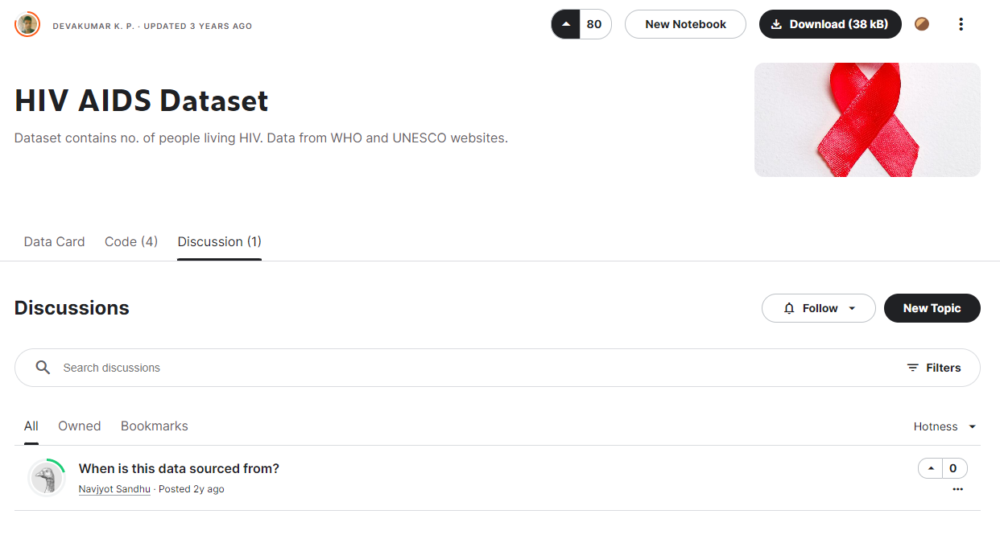 DEVAKUMAR K. P. · UPDATED 3 YEARS AGO
80
New Notebook
Download (38 kB)
HIV AIDS Dataset
Dataset contains no. of people living HIV. Data from WHO and UNESCO websites.
Data Card
Code (4)
Discussion (1)
Discussions
Follow
New Topic
Search discussions
Filters
All
Owned
Bookmarks
Hotness
When is this data sourced from?
0
Navjyot Sandhu · Posted 2y ago